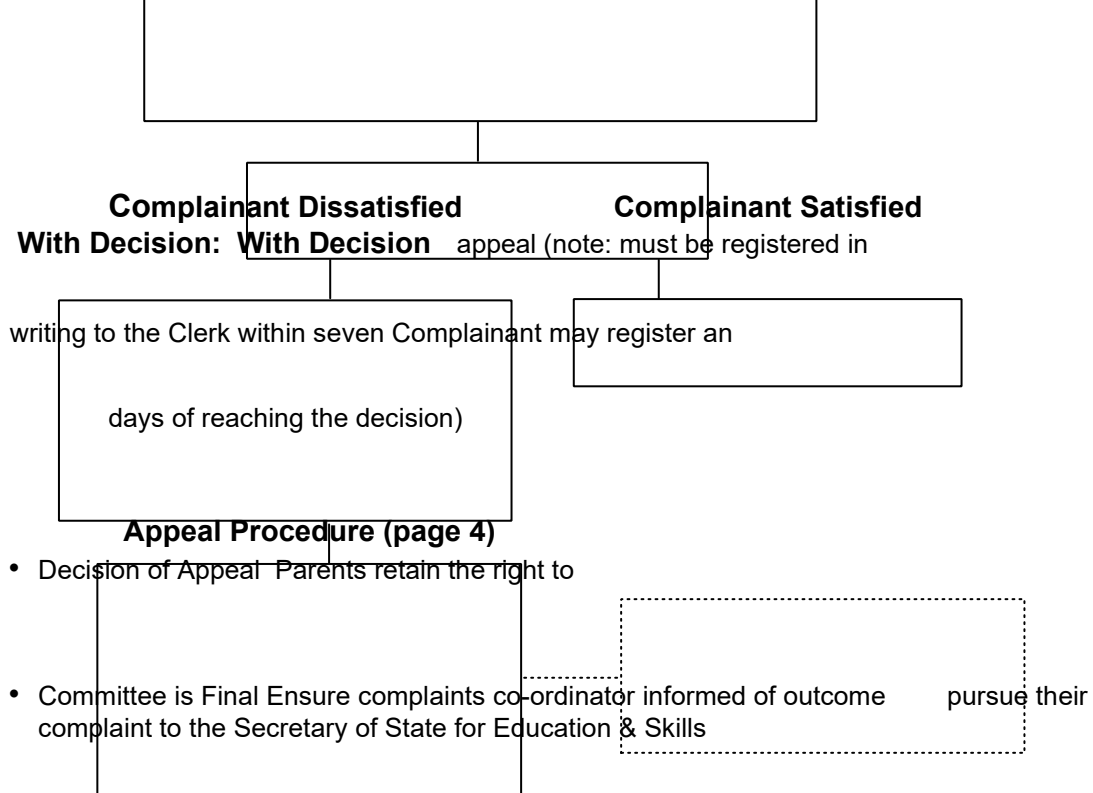 Complainant Dissatisfied Complainant Satisfied
With Decision: With Decision appeal (note: must be registered in
writing to the Clerk within seven Complainant may register an
days of reaching the decision)
Appeal Procedure (page 4)
• Decision of Appeal Parents retain the right to
• Committee is Final Ensure complaints co-ordinator informed of outcome pursue their
complaint to the Secretary of State for Education & Skills